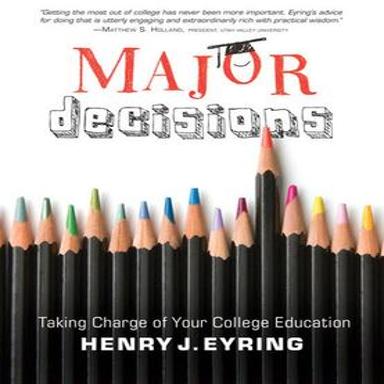 "Getting the most out of college has never been more important. Eyring's advice
for doing that is utterly engaging and extraordinarily rich with practical wisdom."
—MATTHEW S. HOLLAND, PRESIDENT, UTAH VALLEY UNIVERSITY
MAJOR
decisions
Taking Charge of Your College Education
HENRY J. EYRING